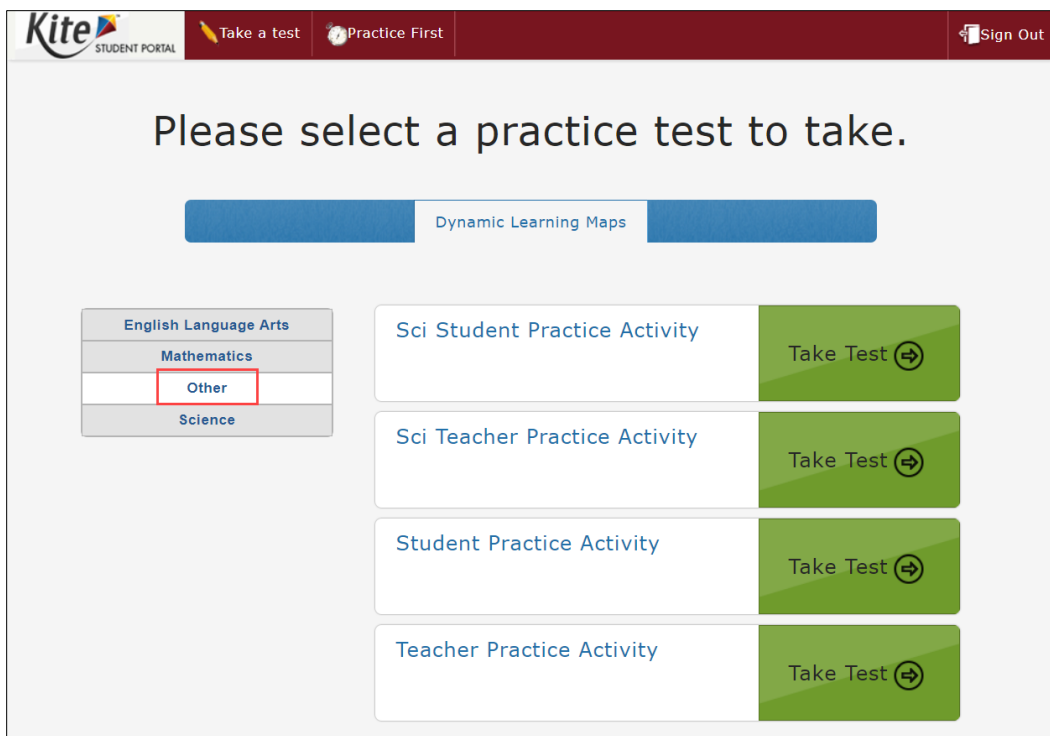 Kite STUDENT PORTAL Take a test Practice First Sign Out
Please select a practice test to take.
Dynamic Learning Maps
English Language Arts
Mathematics
Other
Science
Sci Student Practice Activity Take Test
Sci Teacher Practice Activity Take Test
Student Practice Activity Take Test
Teacher Practice Activity Take Test